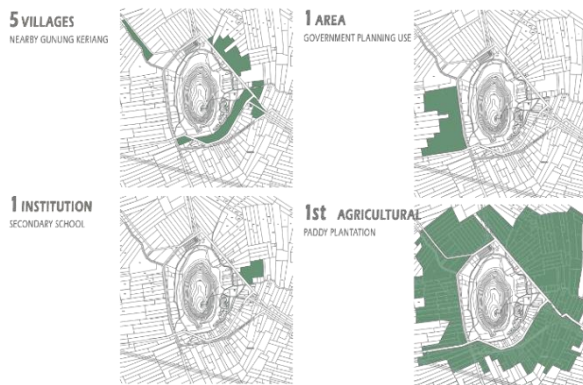 5 VILLAGES
NEARBY GUNUNG KERIANG
1 AREA
GOVERNMENT PLANNING USE
1 INSTITUTION
SECONDARY SCHOOL
1st AGRICULTURAL
PADDY PLANTATION